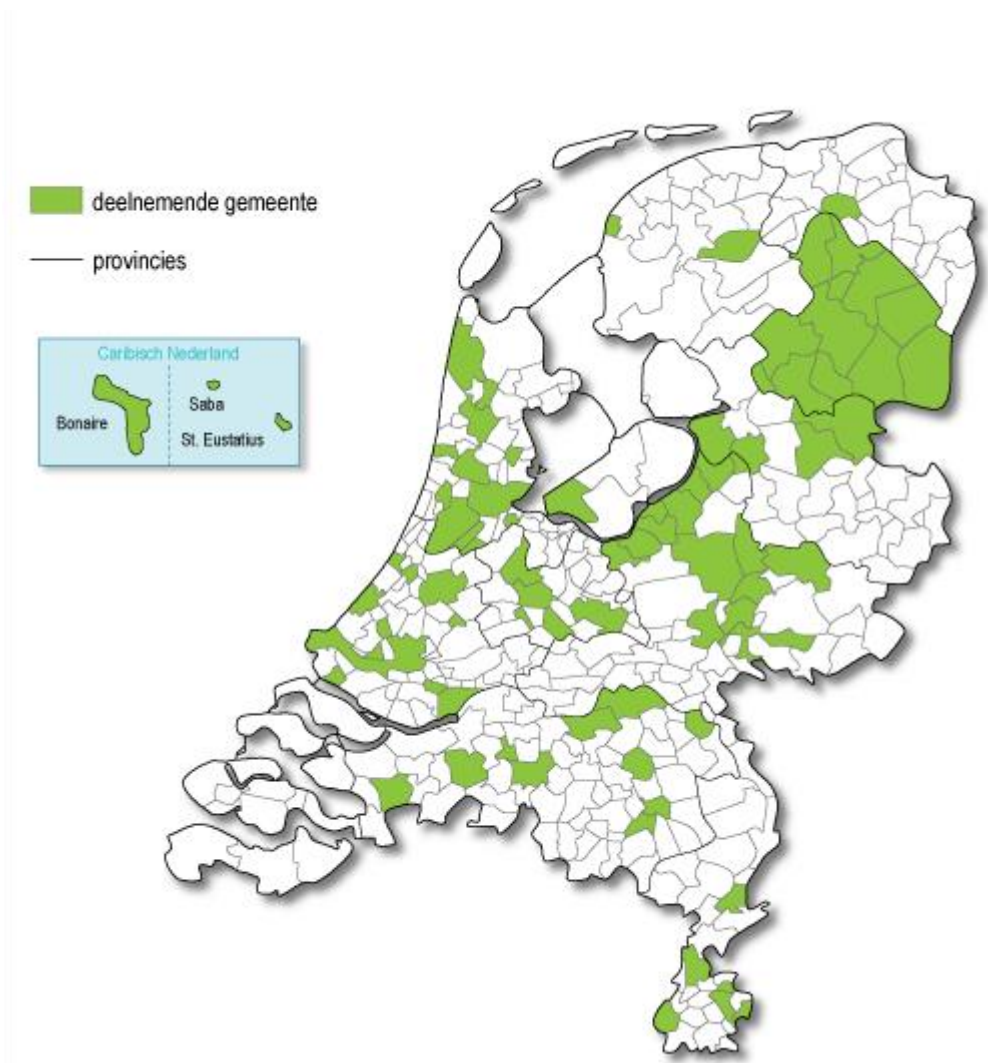 deelnemende gemeente
provincies
Caribisch Nederland
Bonaire
Saba
St. Eustatius